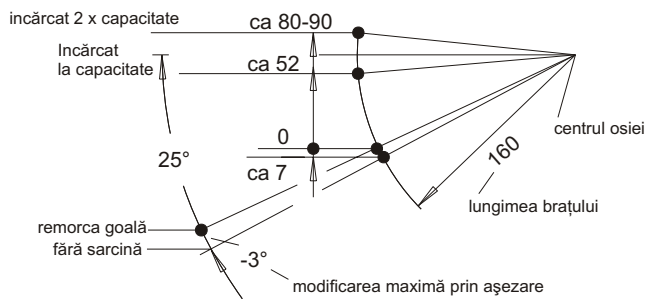 incărcat 2 x capacitate
ca 80-90
Incărcat
la capacitate
ca 52
centrul osiei
0
160
25°
ca 7
lungimea braţului
remorca goală
fără sarcină
-3°
modificarea maximă prin aşezare